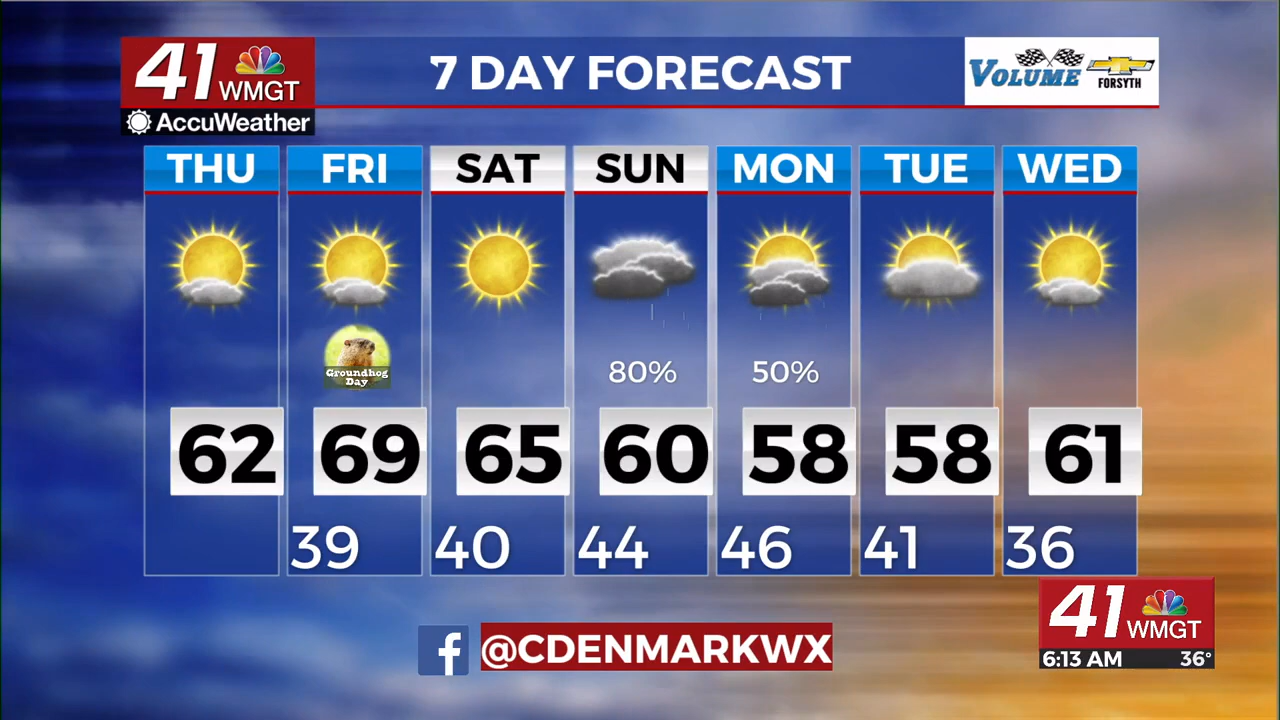 41 WMGT
AccuWeather
7 DAY FORECAST
VOLUME FORSYTH
THU FRI SAT SUN MON TUE WED
Groundhog
Day
80% 50%
62 69 65 60 58 58 61
39 40 44 46 41 36
f @CDENMARKWX
41 WMGT
6:13 AM 36°